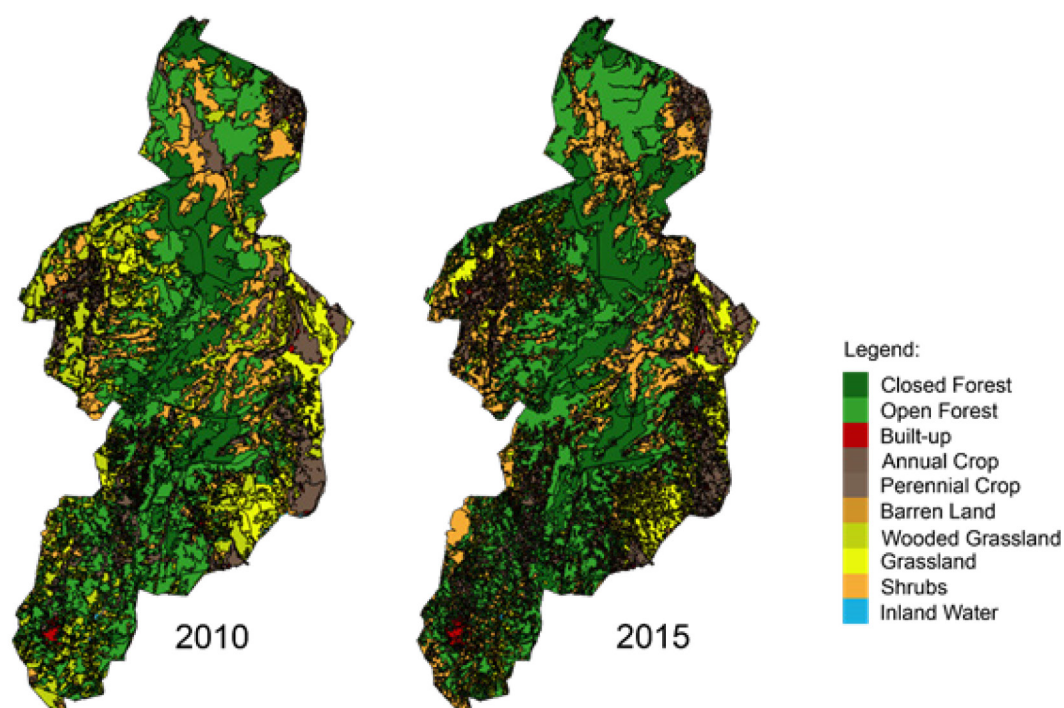 Legend:
Closed Forest
Open Forest
Built-up
Annual Crop
Perennial Crop
Barren Land
Wooded Grassland
Grassland
Shrubs
Inland Water
2010
2015